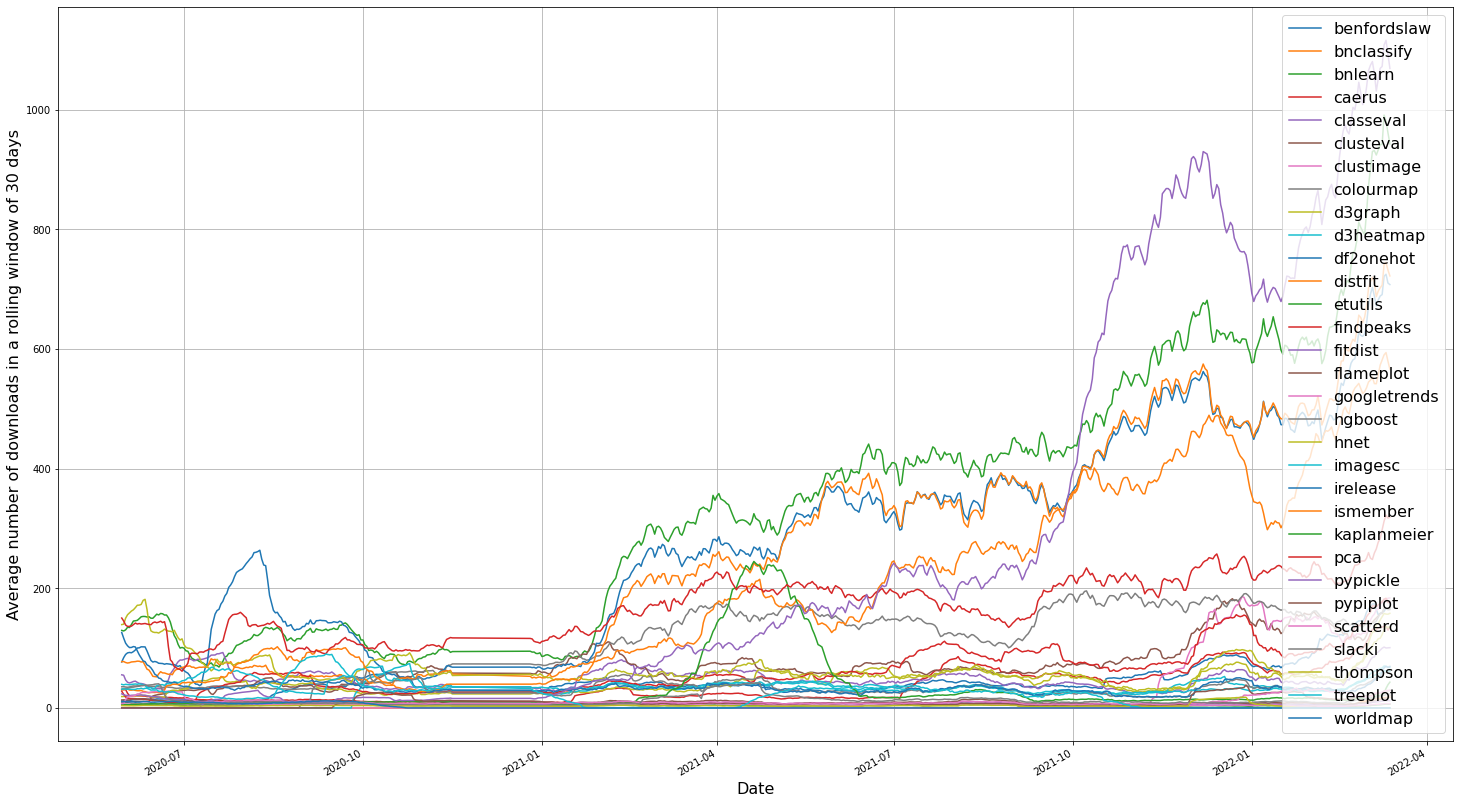 Average number of downloads in a rolling window of 30 days
1000
800
600
400
200
0
benfordslaw
bnclassify
bnlearn
caerus
classeval
clusteval
clustimage
colourmap
d3graph
d3heatmap
df2onehot
distfit
etutils
findpeaks
fitdist
flameplot
googletrends
hgboost
hnet
imagesc
irelease
ismember
kaplanmeier
pca
pypickle
pypiplot
scatterd
slacki
thompson
treeplot
worldmap
2020-07
2020-10
2021-01
2021-04
2021-07
2021-10
2022-01
2022-04
Date